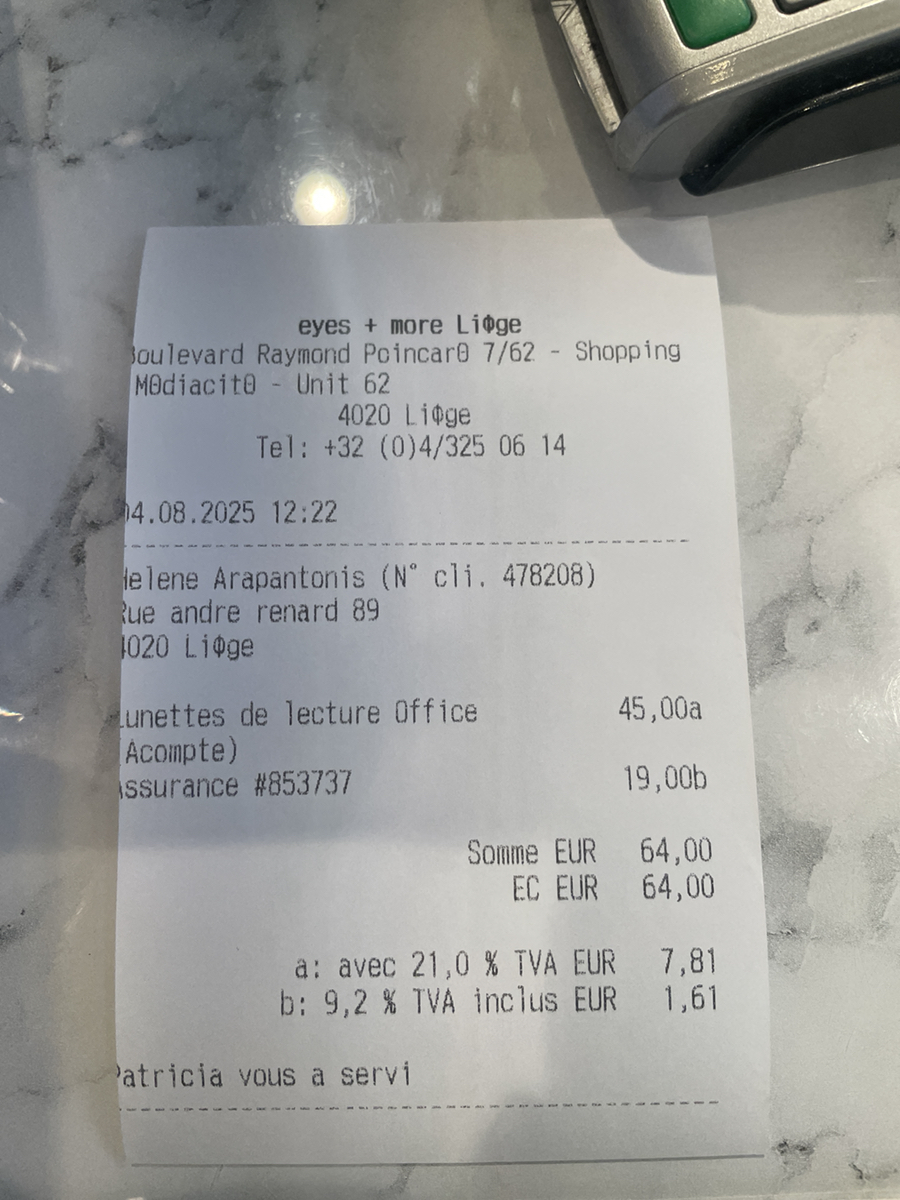 eyes + more LiΦge
Boulevard Raymond Poincar0 7/62 - Shopping
M0diacit0 - Unit 62
4020 LiΦge
Tel: +32 (0)4/325 06 14
04.08.2025 12:22
Helene Arapantonis (N° cli. 478208)
Rue andre renard 89
4020 LiΦge
Lunettes de lecture Office 45,00a
(Acompte)
Assurance #853737 19,00b
Somme EUR 64,00
EC EUR 64,00
a: avec 21,0 % TVA EUR 7,81
b: 9,2 % TVA inclus EUR 1,61
Patricia vous a servi